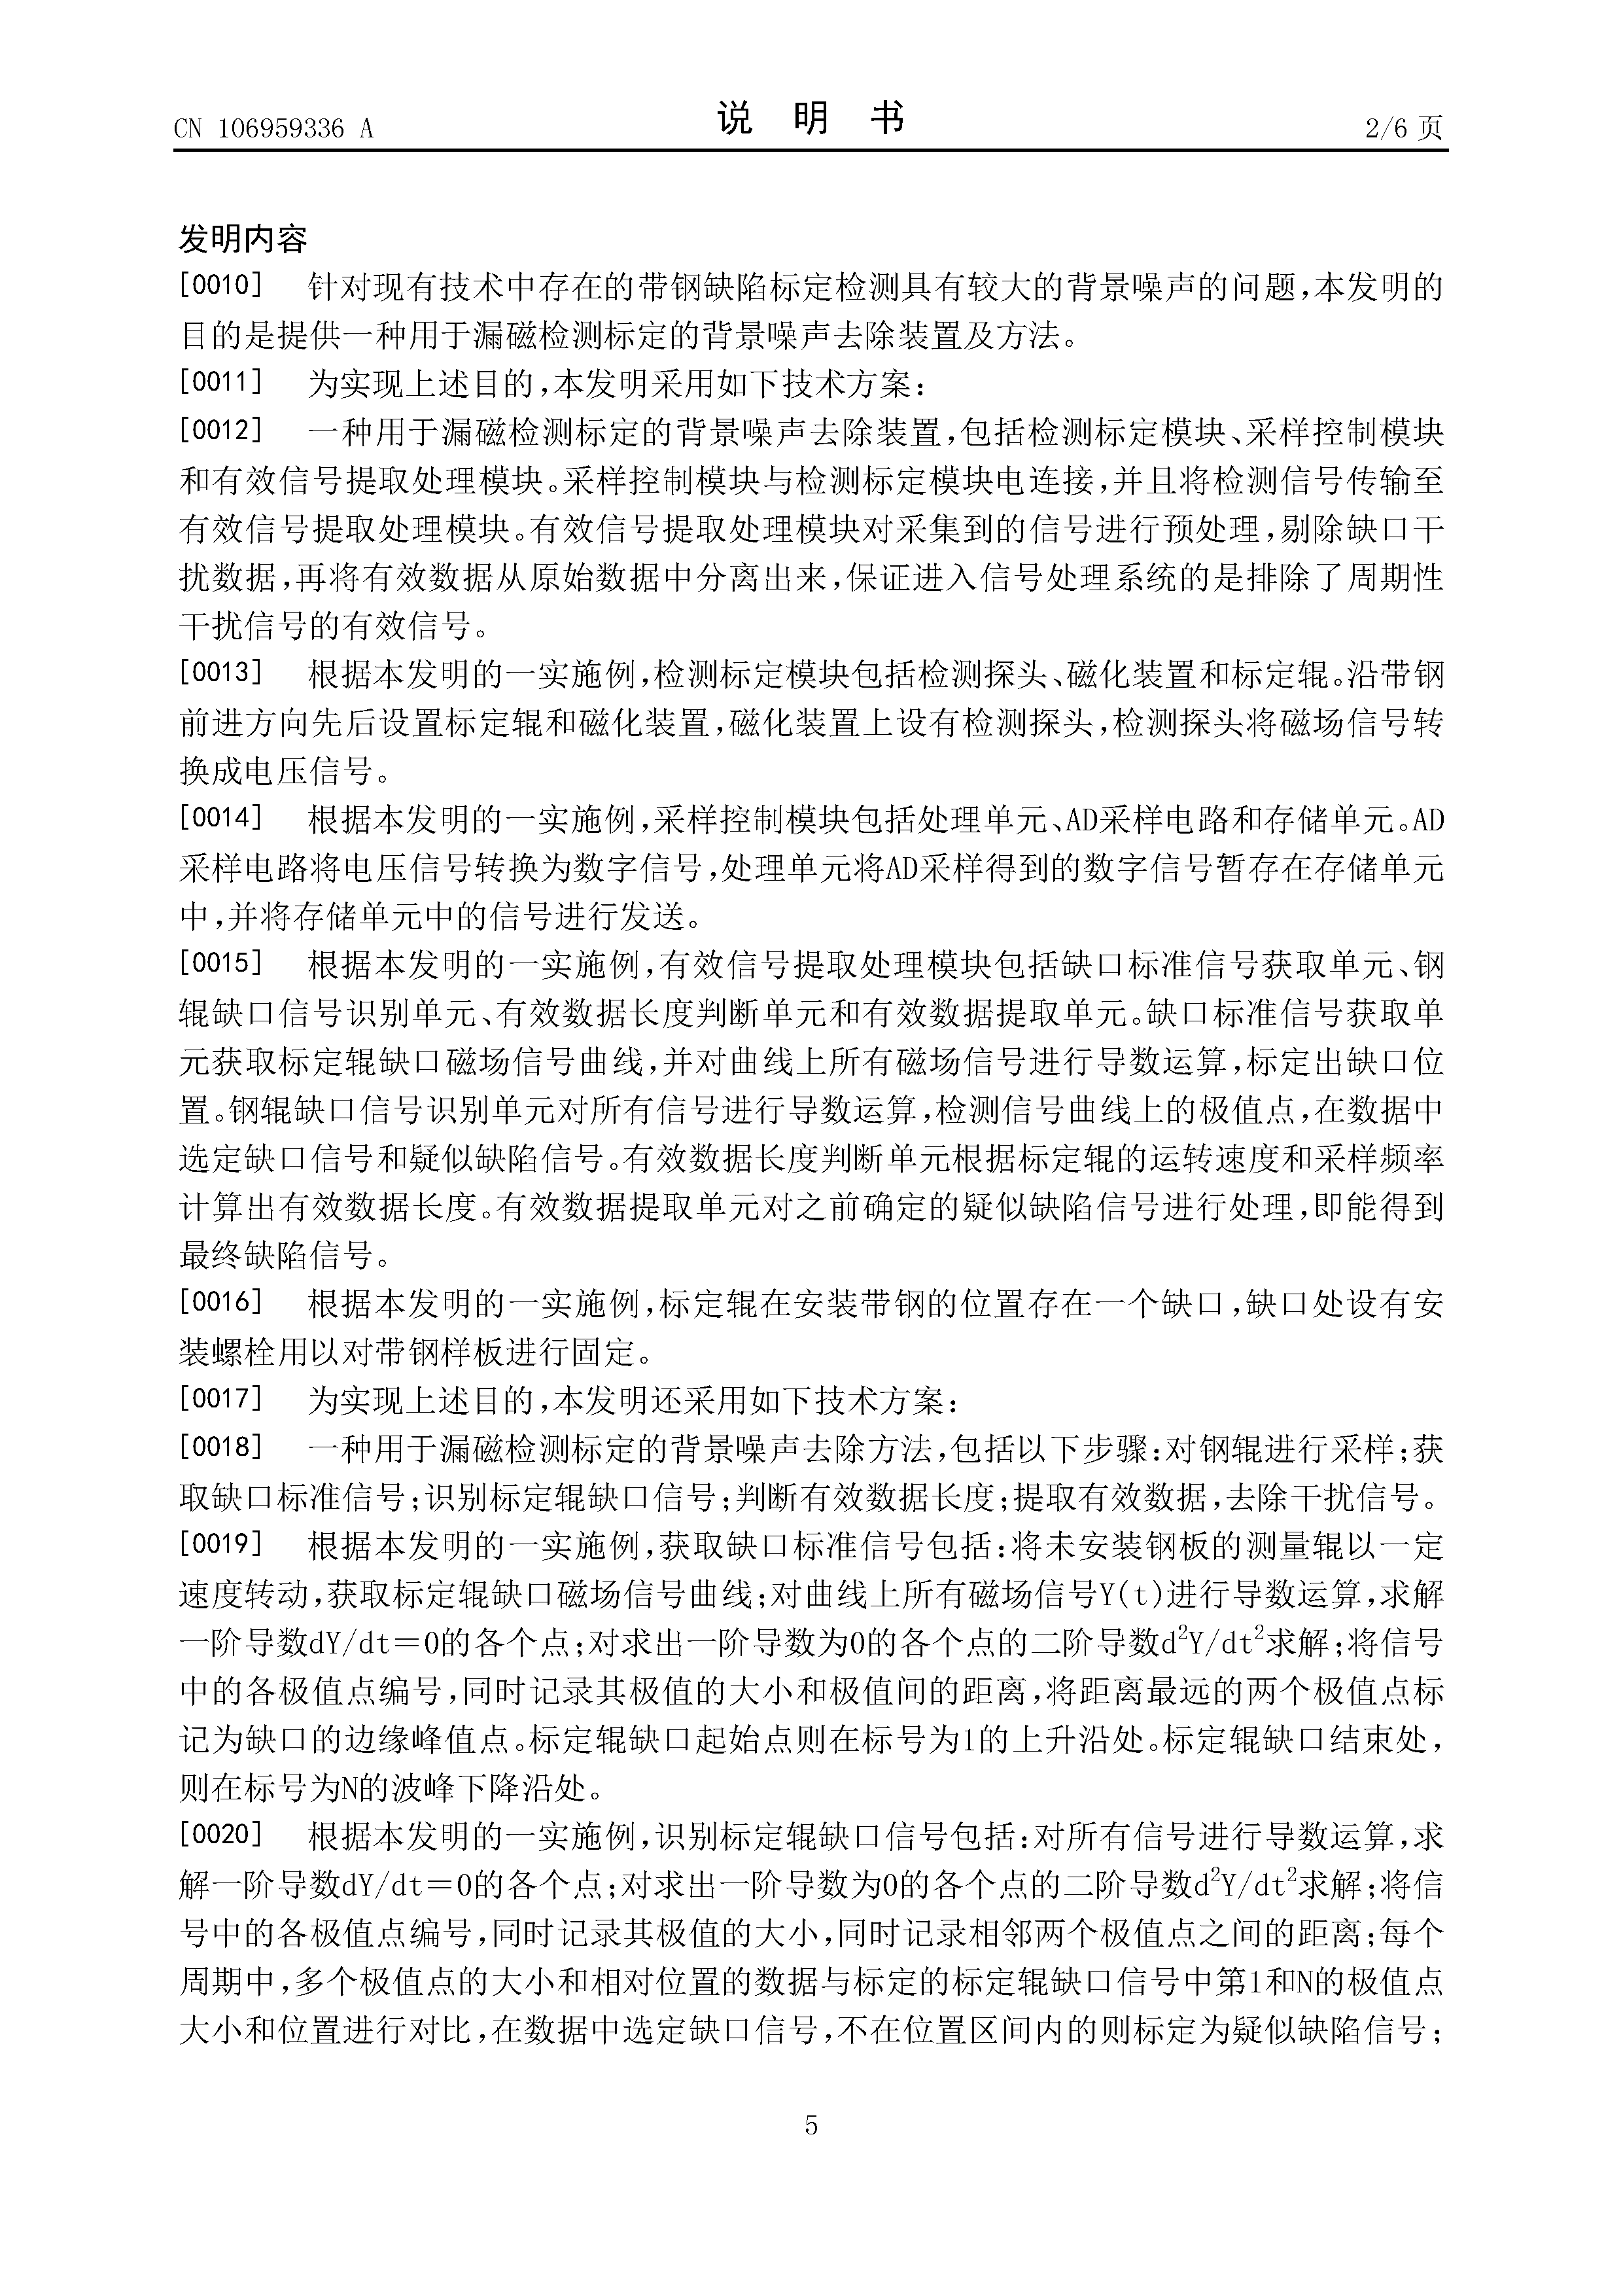 CN 106959336 A
说 明 书
2/6 页
发明内容
[0010] 针对现有技术中存在的带钢缺陷标定检测具有较大的背景噪声的问题,本发明的
目的是提供一种用于漏磁检测标定的背景噪声去除装置及方法。
[0011] 为实现上述目的,本发明采用如下技术方案:
[0012] 一种用于漏磁检测标定的背景噪声去除装置,包括检测标定模块、采样控制模块
和有效信号提取处理模块。采样控制模块与检测标定模块电连接,并且将检测信号传输至
有效信号提取处理模块。有效信号提取处理模块对采集到的信号进行预处理,剔除缺口干
扰数据,再将有效数据从原始数据中分离出来,保证进入信号处理系统的是排除了周期性
干扰信号的有效信号。
[0013] 根据本发明的一实施例,检测标定模块包括检测探头、磁化装置和标定辊。沿带钢
前进方向先后设置标定辊和磁化装置,磁化装置上设有检测探头,检测探头将磁场信号转
换成电压信号。
[0014] 根据本发明的一实施例,采样控制模块包括处理单元、AD采样电路和存储单元。AD
采样电路将电压信号转换为数字信号,处理单元将AD采样得到的数字信号暂存在存储单元
中,并将存储单元中的信号进行发送。
[0015] 根据本发明的一实施例,有效信号提取处理模块包括缺口标准信号获取单元、钢
辊缺口信号识别单元、有效数据长度判断单元和有效数据提取单元。缺口标准信号获取单
元获取标定辊缺口磁场信号曲线,并对曲线上所有磁场信号进行导数运算,标定出缺口位
置。钢辊缺口信号识别单元对所有信号进行导数运算,检测信号曲线上的极值点,在数据中
选定缺口信号和疑似缺陷信号。有效数据长度判断单元根据标定辊的运转速度和采样频率
计算出有效数据长度。有效数据提取单元对之前确定的疑似缺陷信号进行处理,即能得到
最终缺陷信号。
[0016] 根据本发明的一实施例,标定辊在安装带钢的位置存在一个缺口,缺口处设有安
装螺栓用以对带钢样板进行固定。
[0017] 为实现上述目的,本发明还采用如下技术方案:
[0018] 一种用于漏磁检测标定的背景噪声去除方法,包括以下步骤:对钢辊进行采样;获
取缺口标准信号;识别标定辊缺口信号;判断有效数据长度;提取有效数据,去除干扰信号。
[0019] 根据本发明的一实施例,获取缺口标准信号包括:将未安装钢板的测量辊以一定
速度转动,获取标定辊缺口磁场信号曲线;对曲线上所有磁场信号Y(t)进行导数运算,求解
一阶导数dY/dt=0的各个点;对求出一阶导数为0的各个点的二阶导数d²Y/dt²求解;将信号
中的各极值点编号,同时记录其极值的大小和极值间的距离,将距离最远的两个极值点标
记为缺口的边缘峰值点。标定辊缺口起始点则在标号为1的上升沿处。标定辊缺口结束处,
则在标号为N的波峰下降沿处。
[0020] 根据本发明的一实施例,识别标定辊缺口信号包括:对所有信号进行导数运算,求
解一阶导数dY/dt=0的各个点;对求出一阶导数为0的各个点的二阶导数d²Y/dt²求解;将信
号中的各极值点编号,同时记录其极值的大小,同时记录相邻两个极值点之间的距离;每个
周期中,多个极值点的大小和相对位置的数据与标定的标定辊缺口信号中第1和N的极值点
大小和位置进行对比,在数据中选定缺口信号,不在位置区间内的则标定为疑似缺陷信号;
5